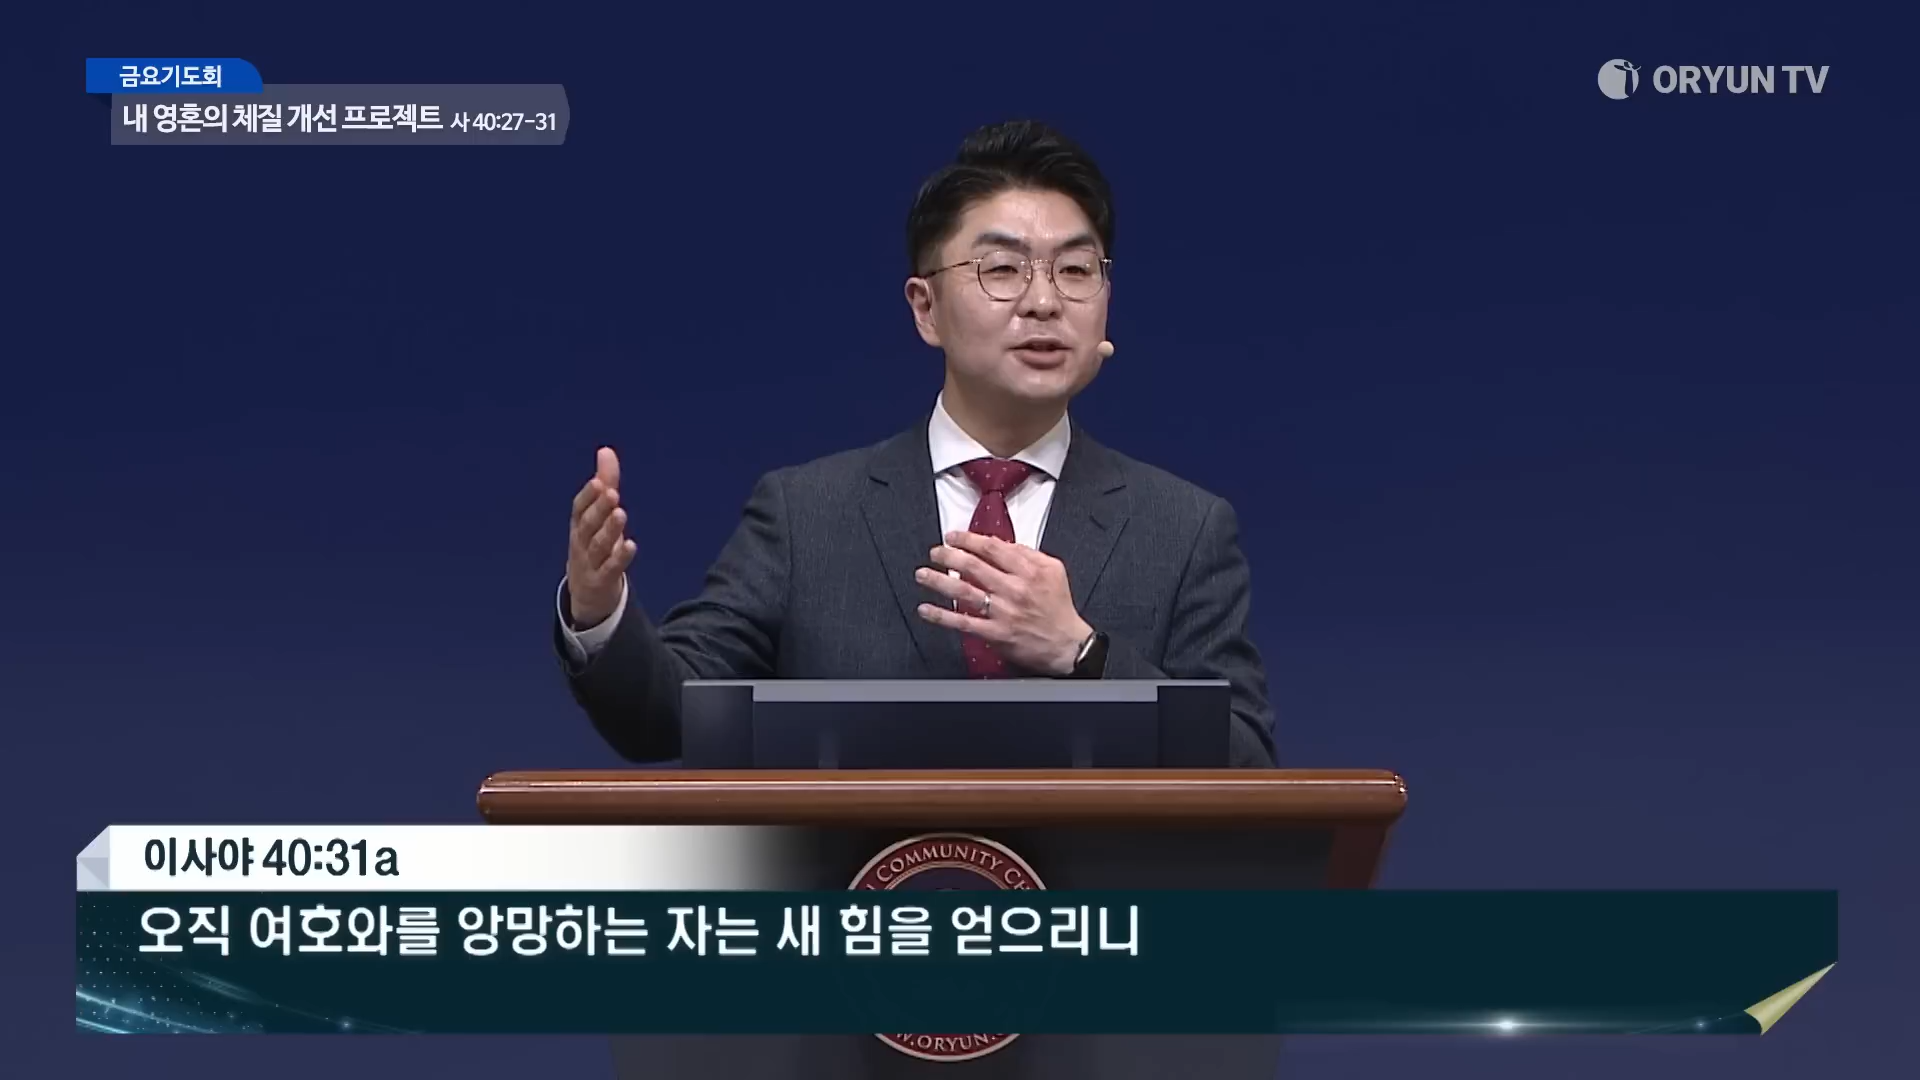 금요기도회
내 영혼의 체질 개선 프로젝트 사 40:27-31
ORYUN TV
이사야 40:31a
COMMUNITY
오직 여호와를 앙망하는 자는 새 힘을 얻으리니
W.ORYUN.